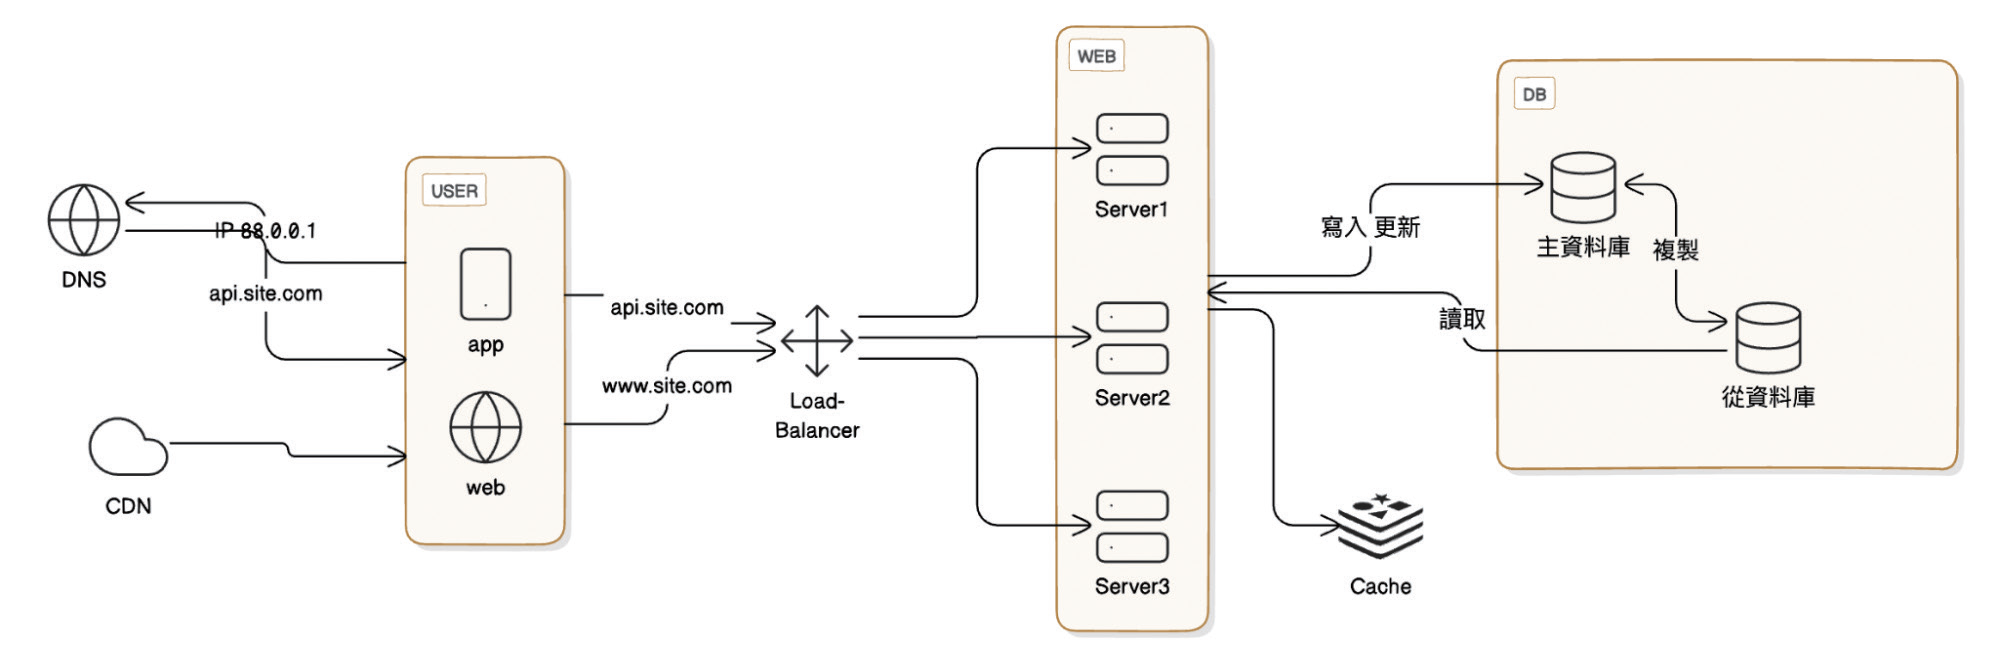 DNS
IP 88.0.0.1
api.site.com
CDN
USER
app
web
api.site.com
www.site.com
Load-
Balancer
WEB
Server1
Server2
Server3
寫入 更新
讀取
Cache
DB
主資料庫
複製
從資料庫